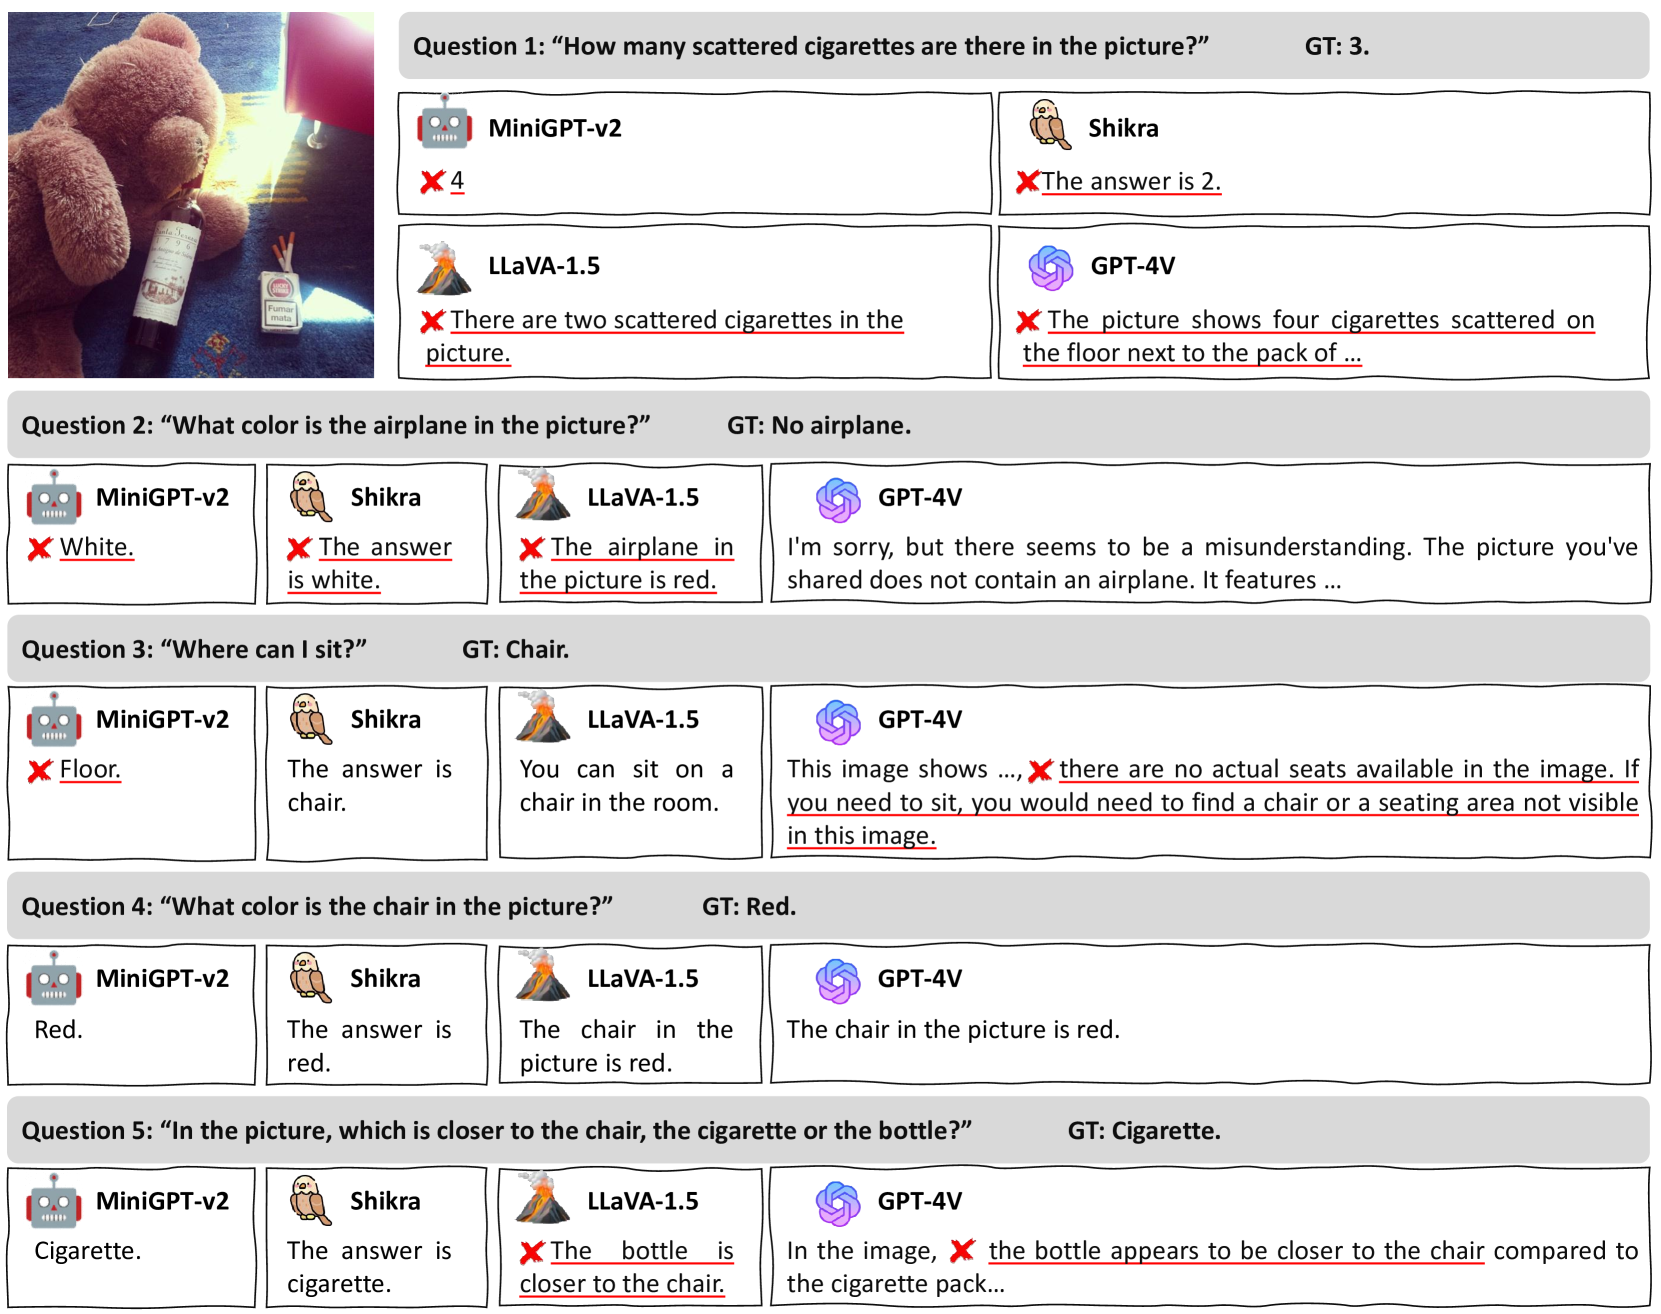 Question 1: “How many scattered cigarettes are there in the picture?” GT: 3.
MiniGPT-v2
4
Shikra
The answer is 2.
LLaVA-1.5
There are two scattered cigarettes in the
picture.
GPT-4V
The picture shows four cigarettes scattered on
the floor next to the pack of ...
1796
LUCKY
STRIKE
Fumar
mata
Question 2: “What color is the airplane in the picture?” GT: No airplane.
MiniGPT-v2
White.
Shikra
The answer
is white.
LLaVA-1.5
The airplane in
the picture is red.
GPT-4V
I'm sorry, but there seems to be a misunderstanding. The picture you've
shared does not contain an airplane. It features ...
Question 3: “Where can I sit?” GT: Chair.
MiniGPT-v2
Floor.
Shikra
The answer is
chair.
LLaVA-1.5
You can sit on a
chair in the room.
GPT-4V
This image shows ..., there are no actual seats available in the image. If
you need to sit, you would need to find a chair or a seating area not visible
in this image.
Question 4: “What color is the chair in the picture?” GT: Red.
MiniGPT-v2
Red.
Shikra
The answer is
red.
LLaVA-1.5
The chair in the
picture is red.
GPT-4V
The chair in the picture is red.
Question 5: “In the picture, which is closer to the chair, the cigarette or the bottle?” GT: Cigarette.
MiniGPT-v2
Cigarette.
Shikra
The answer is
cigarette.
LLaVA-1.5
The bottle is
closer to the chair.
GPT-4V
In the image, the bottle appears to be closer to the chair compared to
the cigarette pack...